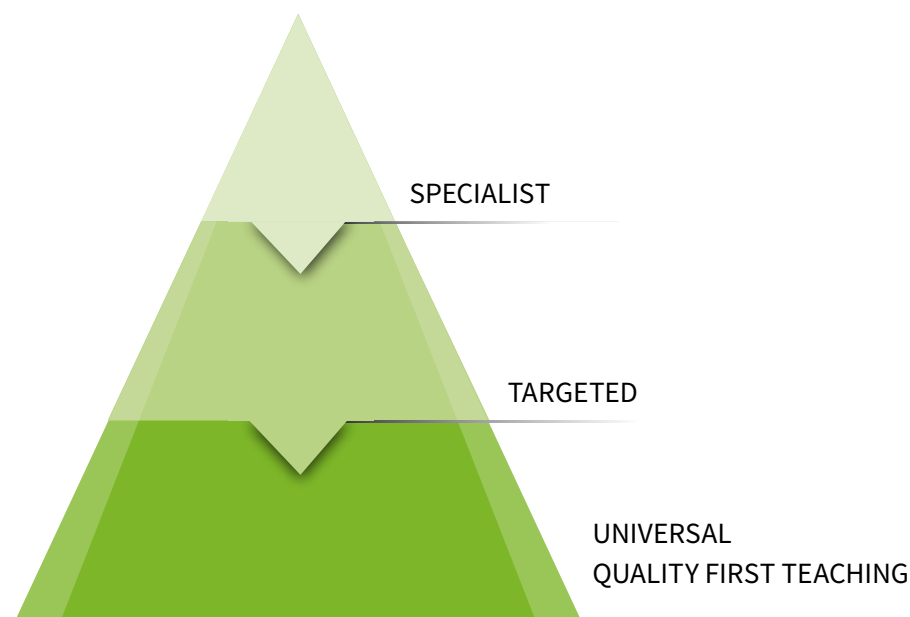 SPECIALIST
TARGETED
UNIVERSAL
QUALITY FIRST TEACHING